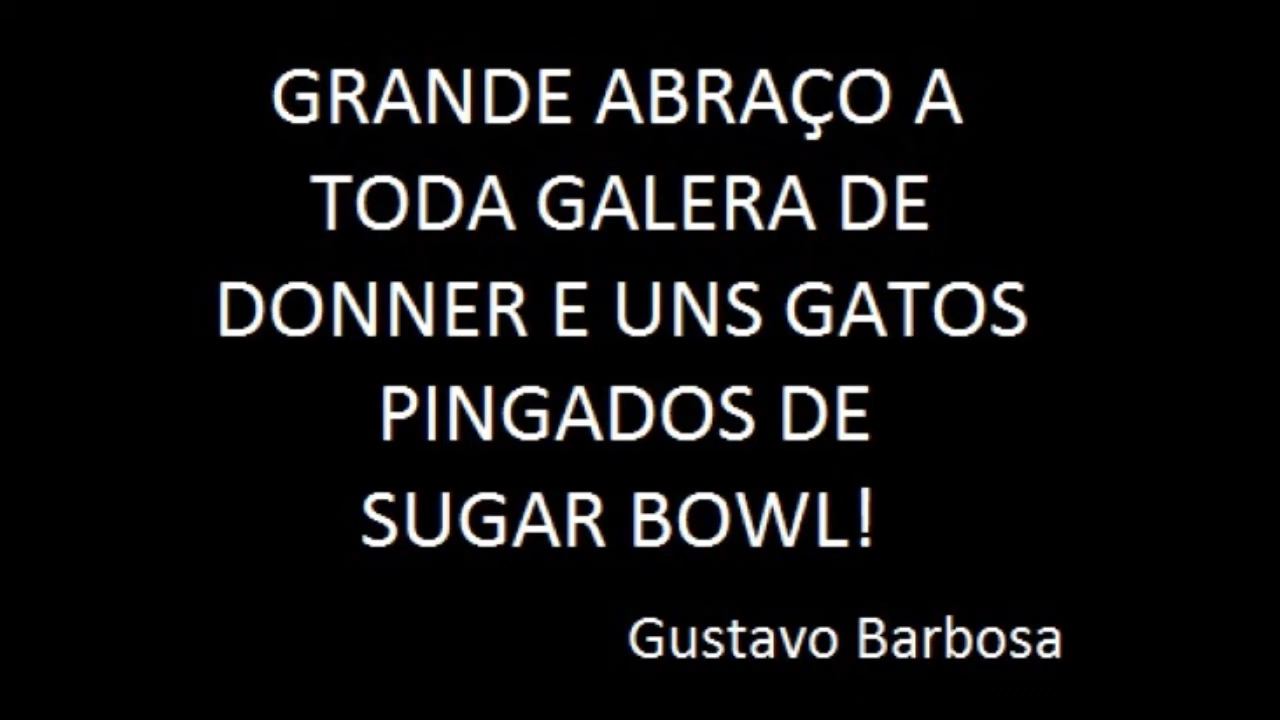 GRANDE ABRAÇO A
TODA GALERA DE
DONNER E UNS GATOS
PINGADOS DE
SUGAR BOWL!
Gustavo Barbosa